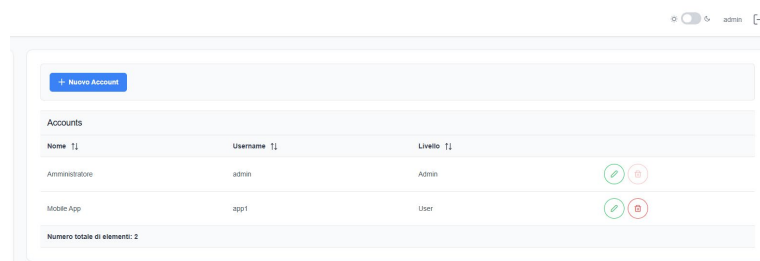 admin
+ Nuovo Account
Accounts
Nome ↑↓ Username ↑↓ Livello ↑↓
Amministratore admin Admin
Mobile App app1 User
Numero totale di elementi: 2